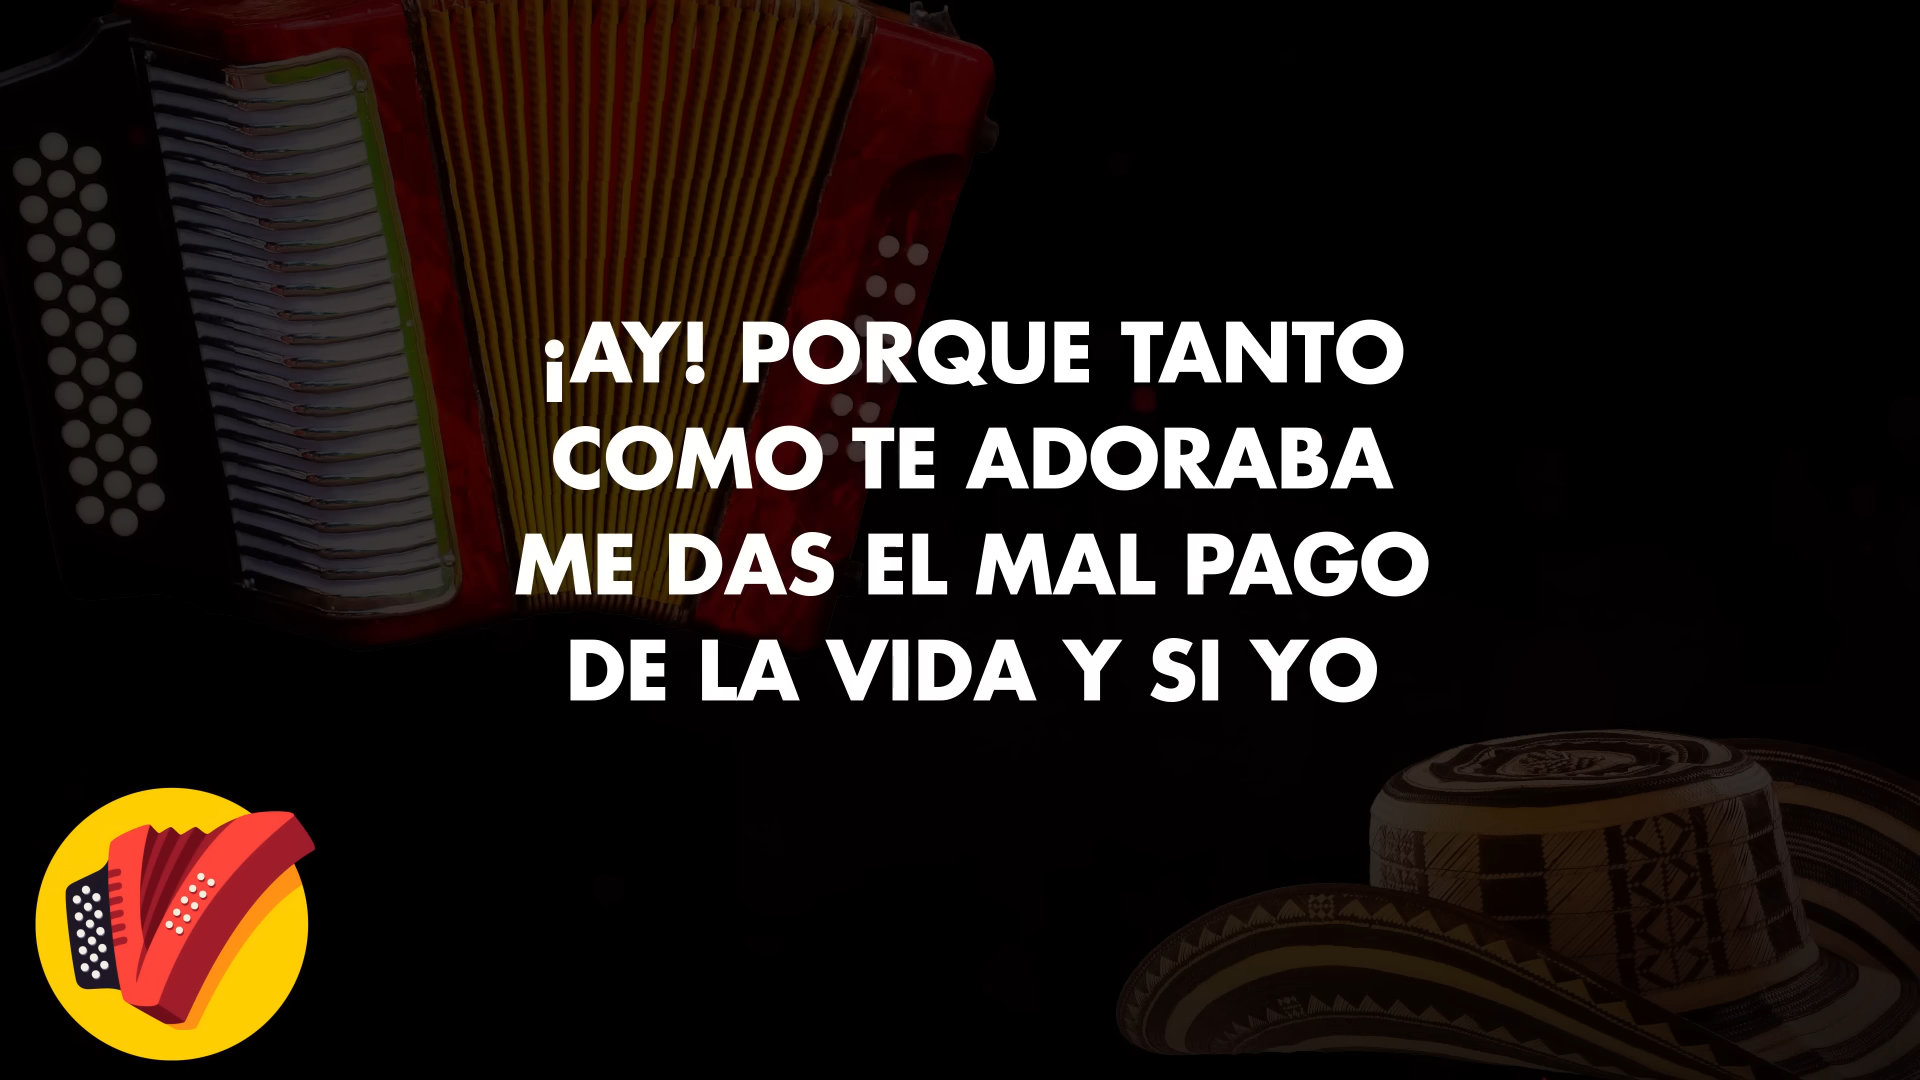 ¡AY! PORQUE TANTO
COMO TE ADORABA
ME DAS EL MAL PAGO
DE LA VIDA Y SI YO